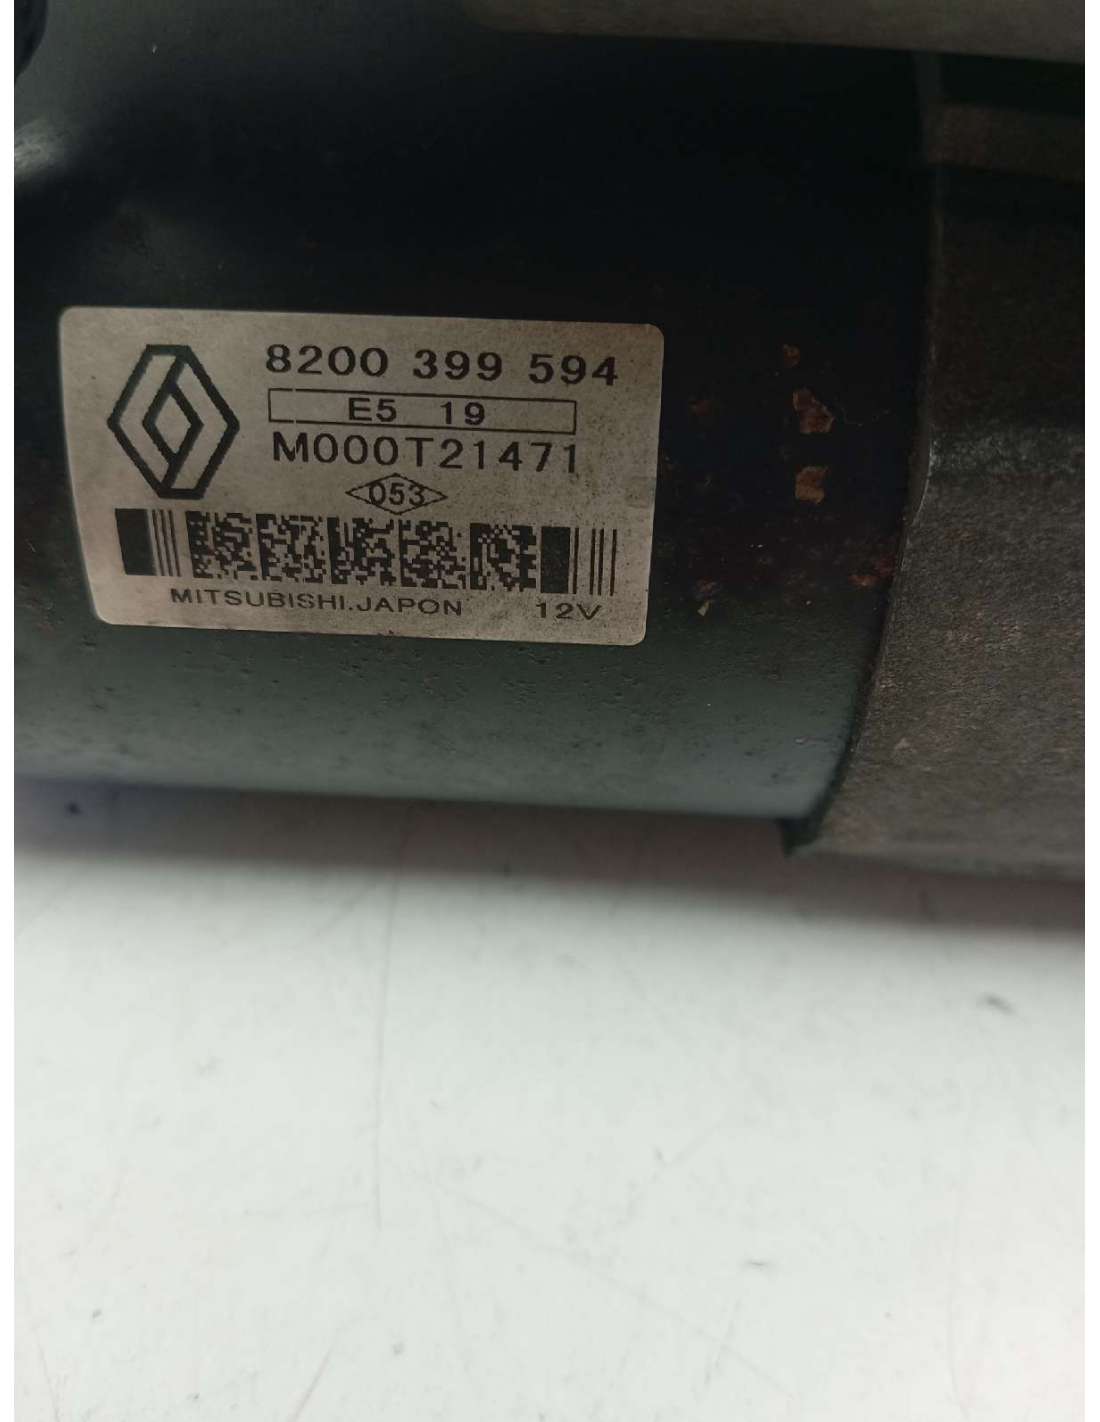 8200 399 594
E5 19
M000T21471
053
MITSUBISHI.JAPON 12V